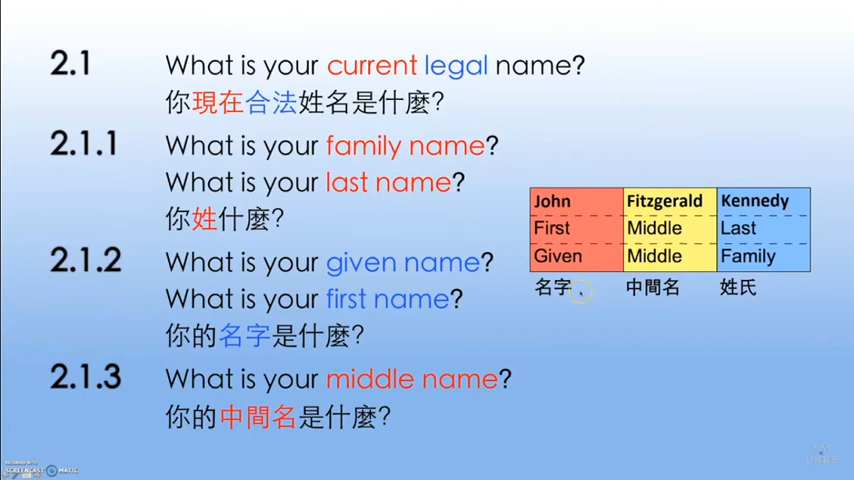 2.1 What is your current legal name?
你現在合法姓名是什麼?
2.1.1 What is your family name?
What is your last name?
你姓什麼?
2.1.2 What is your given name?
What is your first name?
你的名字是什麼?
2.1.3 What is your middle name?
你的中間名是什麼?
John Fitzgerald Kennedy
First Middle Last
Given Middle Family
名字、 中間名 姓氏
RECORDED WITH
SCREENCAST MATIC